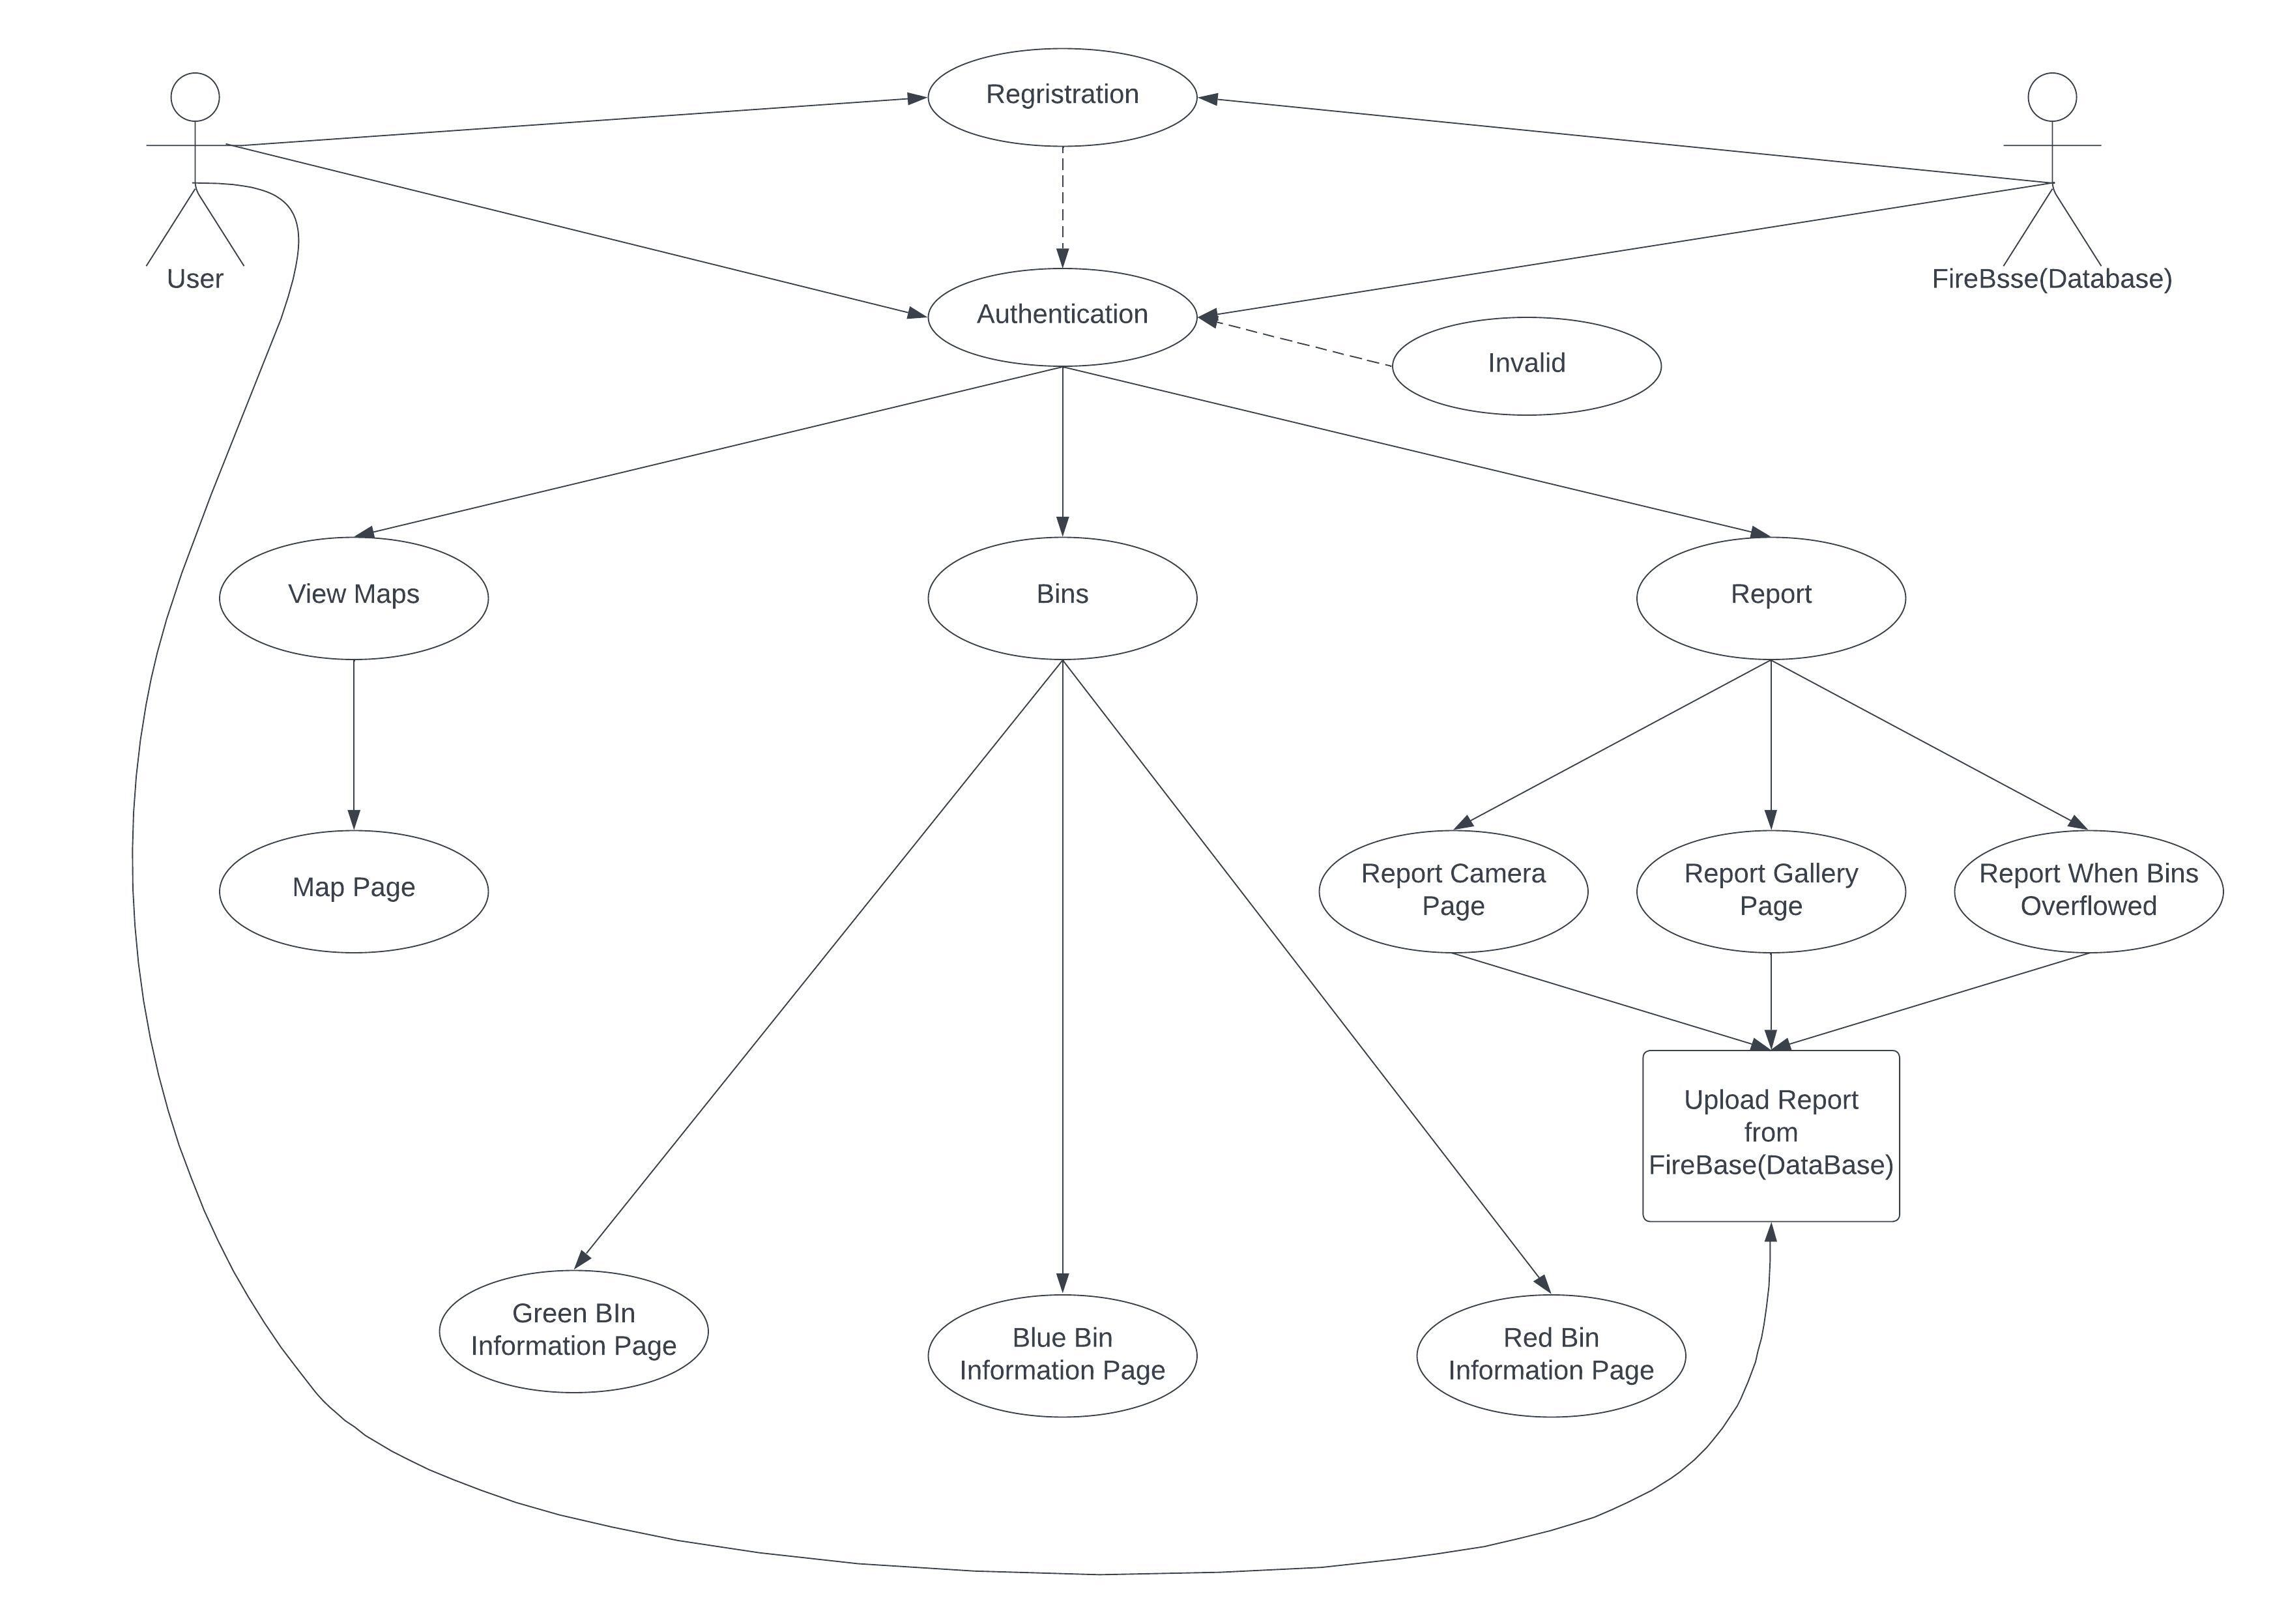 Regristration
User
FireBsse(Database)
Authentication
Invalid
View Maps
Bins
Report
Map Page
Report Camera
Page
Report Gallery
Page
Report When Bins
Overflowed
Upload Report
from
FireBase(DataBase)
Green BIn
Information Page
Blue Bin
Information Page
Red Bin
Information Page